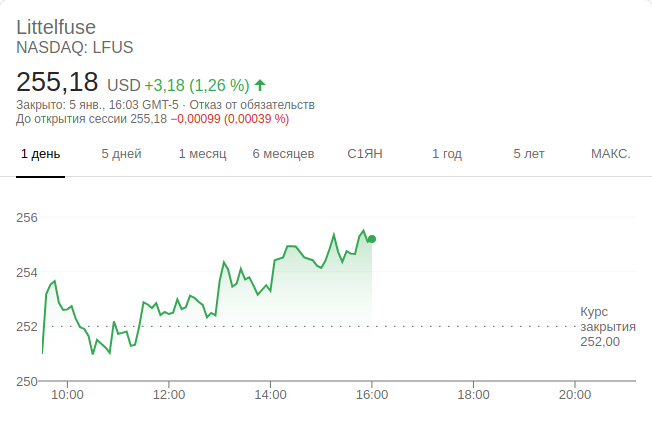 Littelfuse
NASDAQ: LFUS
255,18 USD +3,18 (1,26 %)
Закрыто: 5 янв., 16:03 GMT-5 · Отказ от обязательств
До открытия сессии 255,18 −0,00099 (0,00039 %)
1 день 5 дней 1 месяц 6 месяцев С1ЯН 1 год 5 лет МАКС.
256
254
252
250
Курс
закрытия
252,00
10:00 12:00 14:00 16:00 18:00 20:00